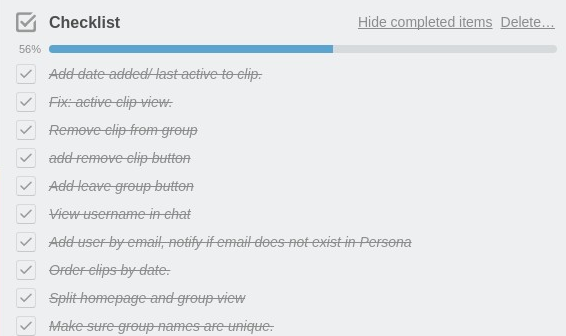 Checklist
Hide completed items Delete...
56%
Add date added/ last active to clip.
Fix: active clip view.
Remove clip from group
add remove clip button
Add leave group button
View username in chat
Add user by email, notify if email does not exist in Persona
Order clips by date.
Split homepage and group view
Make sure group names are unique.